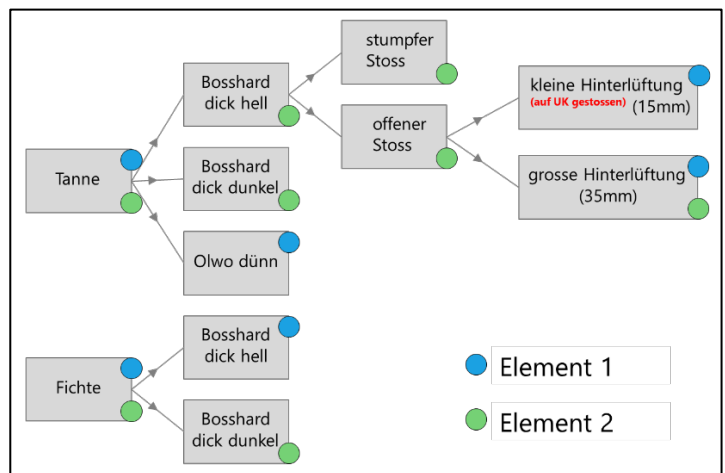 stumpfer
Stoss
Bosshard
dick hell
kleine Hinterlüftung
(auf UK gestossen) (15mm)
offener
Stoss
Tanne
Bosshard
dick dunkel
grosse Hinterlüftung
(35mm)
Olwo dünn
Bosshard
dick hell
Fichte
Bosshard
dick dunkel
Element 1
Element 2